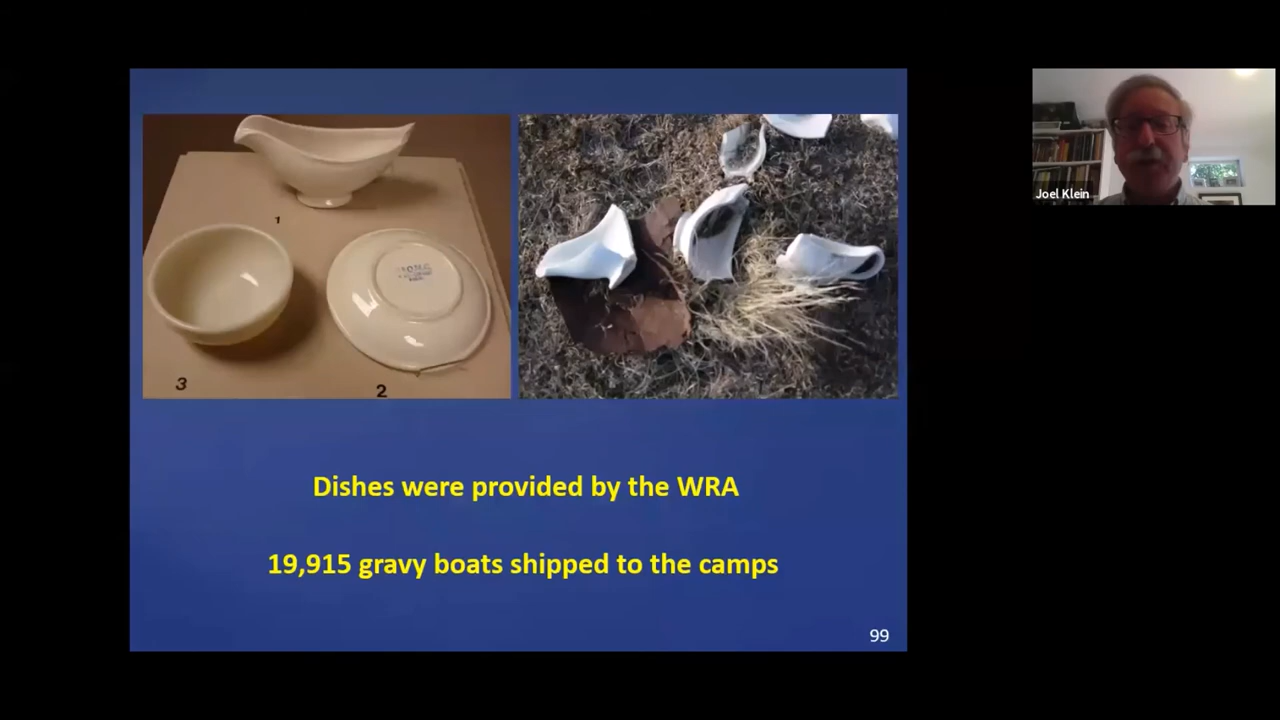 1
3
2
Dishes were provided by the WRA
19,915 gravy boats shipped to the camps
99
Joel Klein